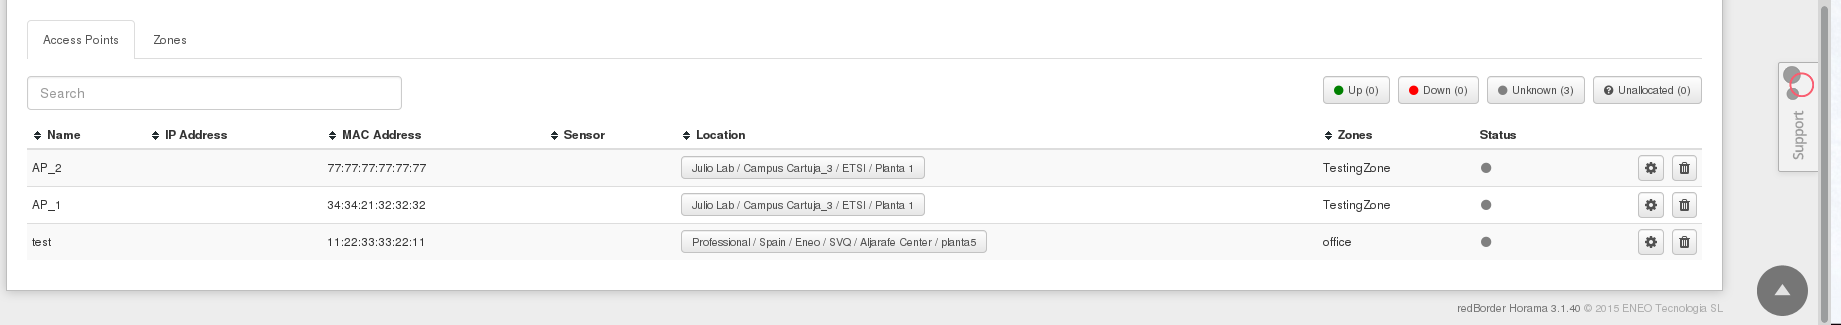 Access Points Zones
Search Up (0) Down (0) Unknown (3) Unallocated (0)
Name IP Address MAC Address Sensor Location Zones Status
AP_2 77:77:77:77:77:77 Julio Lab / Campus Cartuja_3 / ETSI / Planta 1 TestingZone
AP_1 34:34:21:32:32:32 Julio Lab / Campus Cartuja_3 / ETSI / Planta 1 TestingZone
test 11:22:33:33:22:11 Professional / Spain / Eneo / SVQ / Aljarafe Center / planta5 office
redBorder Horama 3.1.40 © 2015 ENEO Tecnologia SL
Support